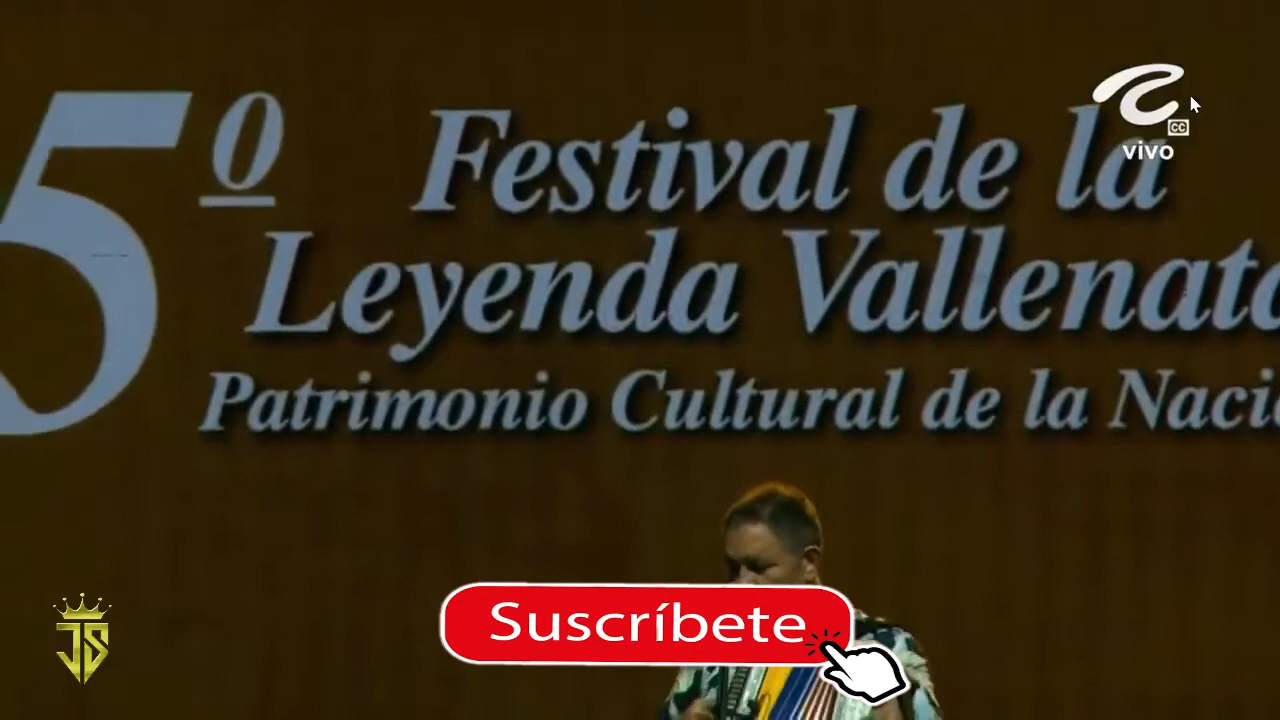 5º
Festival de la
Leyenda Vallenat
Patrimonio Cultural de la Naci
CC
vivo
Suscríbete
JS